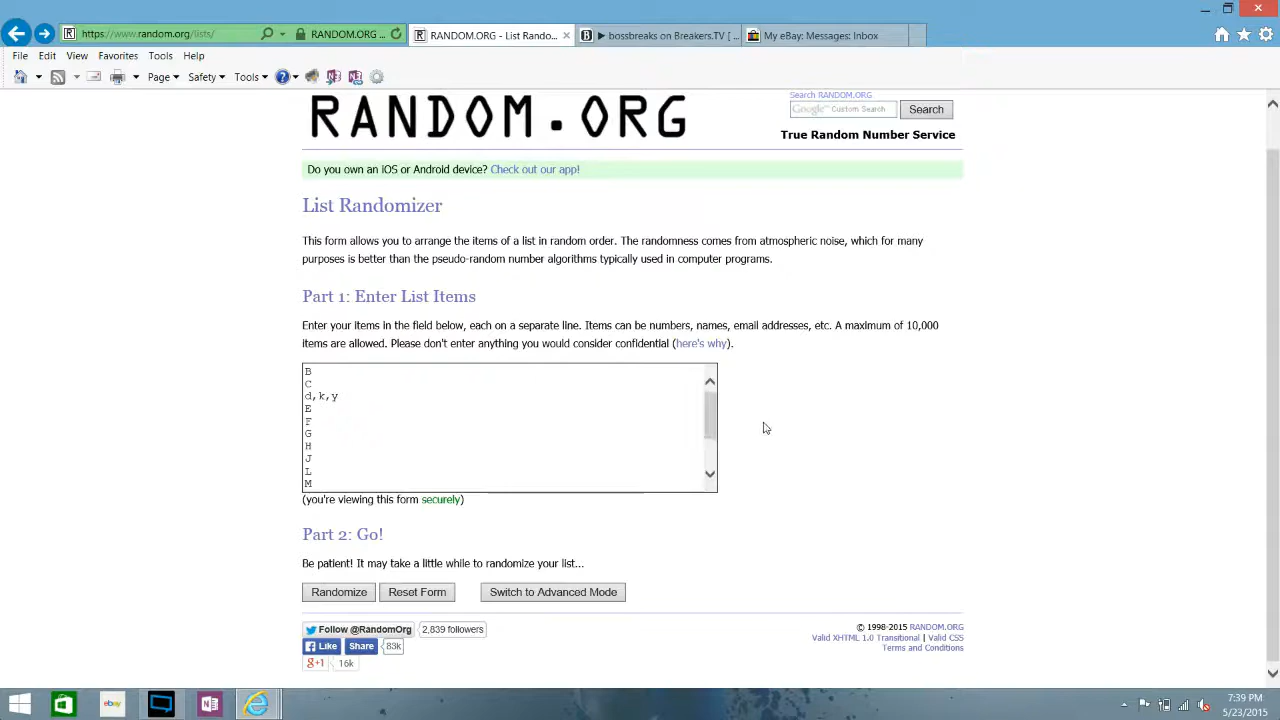 https://www.random.org/lists/
RANDOM.ORG ...
RANDOM.ORG - List Rando...
bossbreaks on Breakers.TV [ ...
My eBay: Messages: Inbox
File Edit View Favorites Tools Help
Page Safety Tools
Search RANDOM.ORG
Google™ Custom Search
Search
RANDOM.ORG
True Random Number Service
Do you own an iOS or Android device? Check out our app!
List Randomizer
This form allows you to arrange the items of a list in random order. The randomness comes from atmospheric noise, which for many
purposes is better than the pseudo-random number algorithms typically used in computer programs.
Part 1: Enter List Items
Enter your items in the field below, each on a separate line. Items can be numbers, names, email addresses, etc. A maximum of 10,000
items are allowed. Please don't enter anything you would consider confidential (here's why).
B
C
d,k,y
E
F
G
H
J
L
M
(you're viewing this form securely)
Part 2: Go!
Be patient! It may take a little while to randomize your list...
Randomize
Reset Form
Switch to Advanced Mode
© 1998-2015 RANDOM.ORG
Valid XHTML 1.0 Transitional | Valid CSS
Terms and Conditions
Follow @RandomOrg
2,839 followers
Like
Share
83k
g+1
16k
ebay
7:39 PM
5/23/2015